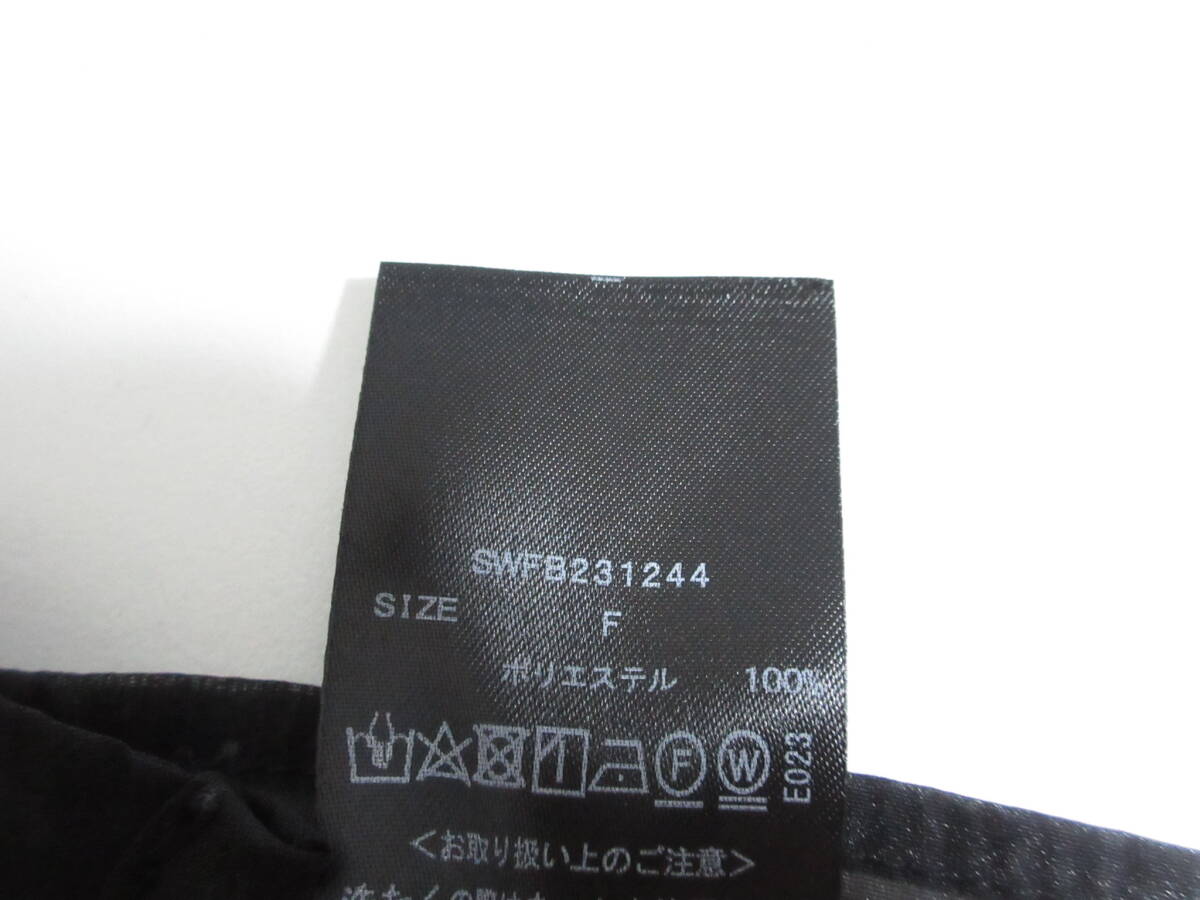 SWFB231244
SIZE F
ポリエステル 100%
F W E023
<お取り扱い上のご注意>